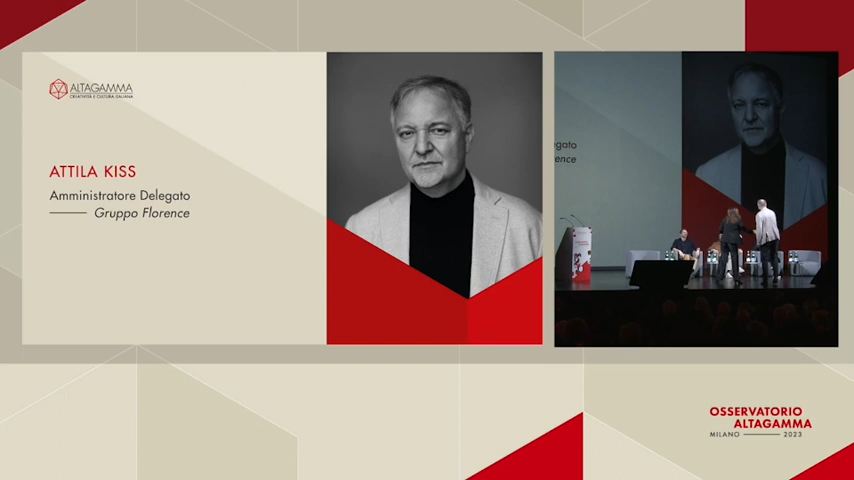 ALTAGAMMA
CREATIVITÀ E CULTURA ITALIANA
ATTILA KISS
Amministratore Delegato
Gruppo Florence
egato
ence
OSSERVATORIO
ALTAGAMMA
MILANO 2023